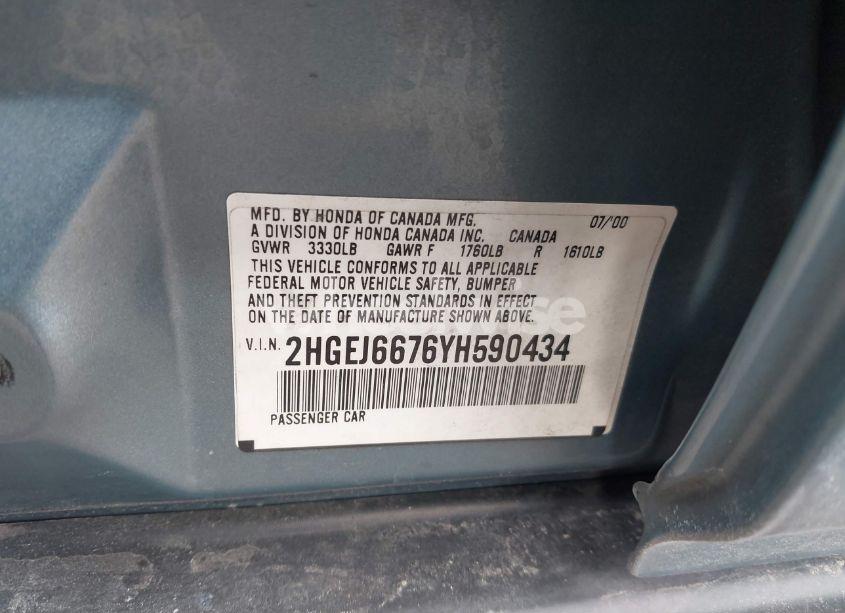 MFD. BY HONDA OF CANADA MFG. 07/'00
A DIVISION OF HONDA CANADA INC. CANADA
GVWR 3330LB GAWR F 1760LB R 1610LB
THIS VEHICLE CONFORMS TO ALL APPLICABLE
FEDERAL MOTOR VEHICLE SAFETY, BUMPER
AND THEFT PREVENTION STANDARDS IN EFFECT
ON THE DATE OF MANUFACTURE SHOWN ABOVE.
V.I.N. 2HGEJ6676YH590434
PASSENGER CAR